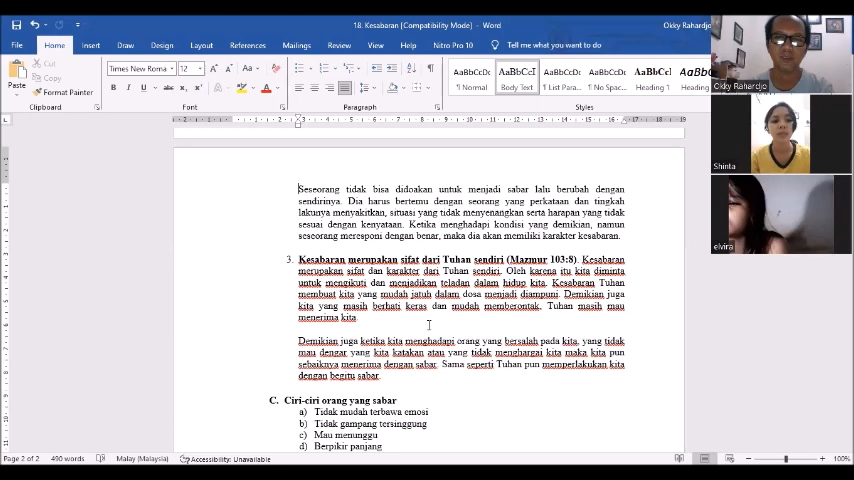 18. Kesabaran [Compatibility Mode] - Word
Okky Rahardjo
File Home Insert Draw Design Layout References Mailings Review View Help Nitro Pro 10 Tell me what you want to do
Cut
Copy
Format Painter
Paste
Clipboard
Times New Roma 12
Font
Paragraph
AaBbCcDc AaBbCcI AaBbCcDc AaBbCcDc AaBbCc AaBbCc
¶ Normal Body Text ¶ List Para... ¶ No Spac... Heading 1
Styles
Okky Rahardjo
Shinta
elvira
Seseorang tidak bisa didoakan untuk menjadi sabar lalu berubah dengan
sendirinya. Dia harus bertemu dengan seorang yang perkataan dan tingkah
lakunya menyakitkan, situasi yang tidak menyenangkan serta harapan yang tidak
sesuai dengan kenyataan. Ketika menghadapi kondisi yang demikian, namun
seseorang meresponi dengan benar, maka dia akan memiliki karakter kesabaran.
3. Kesabaran merupakan sifat dari Tuhan sendiri (Mazmur 103:8). Kesabaran
merupakan sifat dan karakter dari Tuhan sendiri. Oleh karena itu kita diminta
untuk mengikuti dan menjadikan teladan dalam hidup kita. Kesabaran Tuhan
membuat kita yang mudah jatuh dalam dosa menjadi diampuni. Demikian juga
kita yang masih berhati keras dan mudah memberontak, Tuhan masih mau
menerima kita.
Demikian juga ketika kita menghadapi orang yang bersalah pada kita, yang tidak
mau dengar yang kita katakan atau yang tidak menghargai kita maka kita pun
sebaiknya menerima dengan sabar. Sama seperti Tuhan pun memperlakukan kita
dengan begitu sabar.
C. Ciri-ciri orang yang sabar
a) Tidak mudah terbawa emosi
b) Tidak gampang tersinggung
c) Mau menunggu
d) Berpikir panjang
Page 2 of 2 490 words Malay (Malaysia) Accessibility: Unavailable 100%